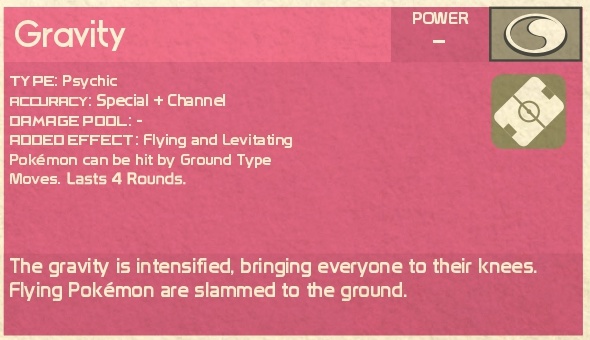 Gravity
POWER
–
TYPE: Psychic
ACCURACY: Special + Channel
DAMAGE POOL: -
ADDED EFFECT: Flying and Levitating
Pokémon can be hit by Ground Type
Moves. Lasts 4 Rounds.
The gravity is intensified, bringing everyone to their knees.
Flying Pokémon are slammed to the ground.